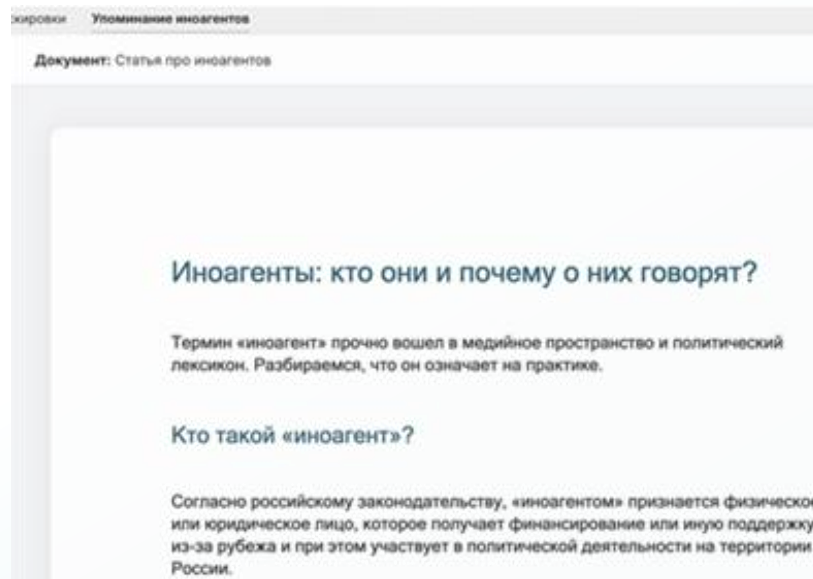 Упоминание иноагентов
Документ: Статья про иноагентов
Иноагенты: кто они и почему о них говорят?
Термин «иноагент» прочно вошел в медийное пространство и политический
лексикон. Разбираемся, что он означает на практике.
Кто такой «иноагент»?
Согласно российскому законодательству, «иноагентом» признается физическо
или юридическое лицо, которое получает финансирование или иную поддержку
из-за рубежа и при этом участвует в политической деятельности на территории
России.